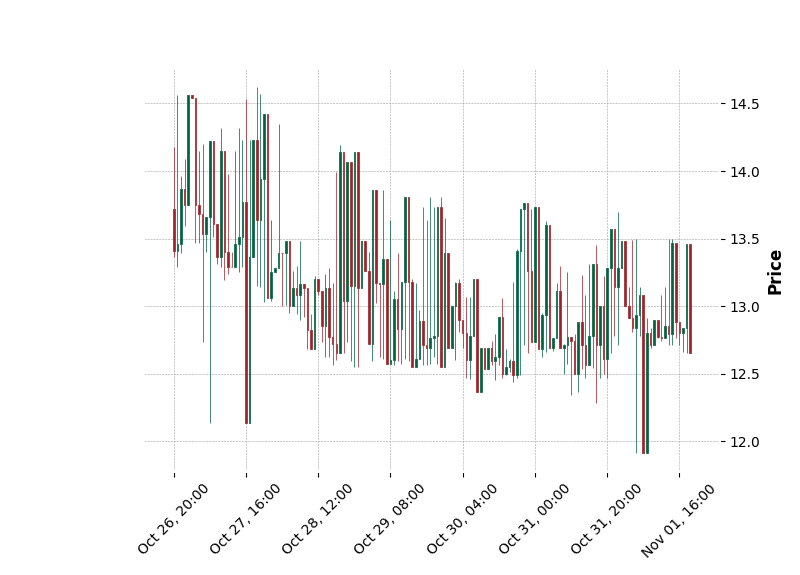 14.5
14.0
13.5
13.0
12.5
12.0
Price
Oct 26, 20:00
Oct 27, 16:00
Oct 28, 12:00
Oct 29, 08:00
Oct 30, 04:00
Oct 31, 00:00
Oct 31, 20:00
Nov 01, 16:00